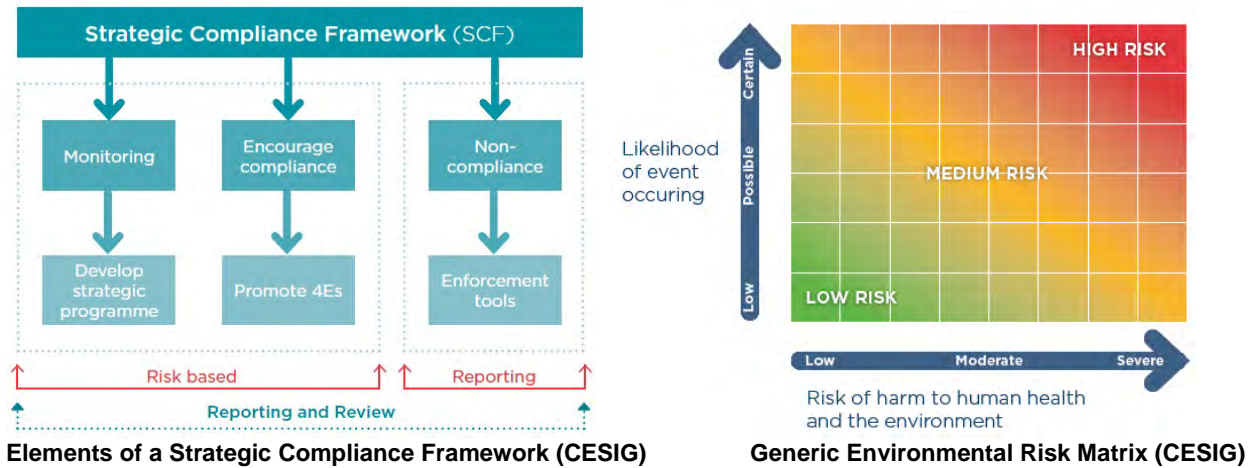 Strategic Compliance Framework (SCF)
Monitoring
Encourage
compliance
Non-
compliance
Develop
strategic
programme
Promote 4Es
Enforcement
tools
Risk based
Reporting
Reporting and Review
Elements of a Strategic Compliance Framework (CESIG)
Likelihood
of event
occuring
Certain
Possible
Low
HIGH RISK
MEDIUM RISK
LOW RISK
Low
Moderate
Severe
Risk of harm to human health
and the environment
Generic Environmental Risk Matrix (CESIG)